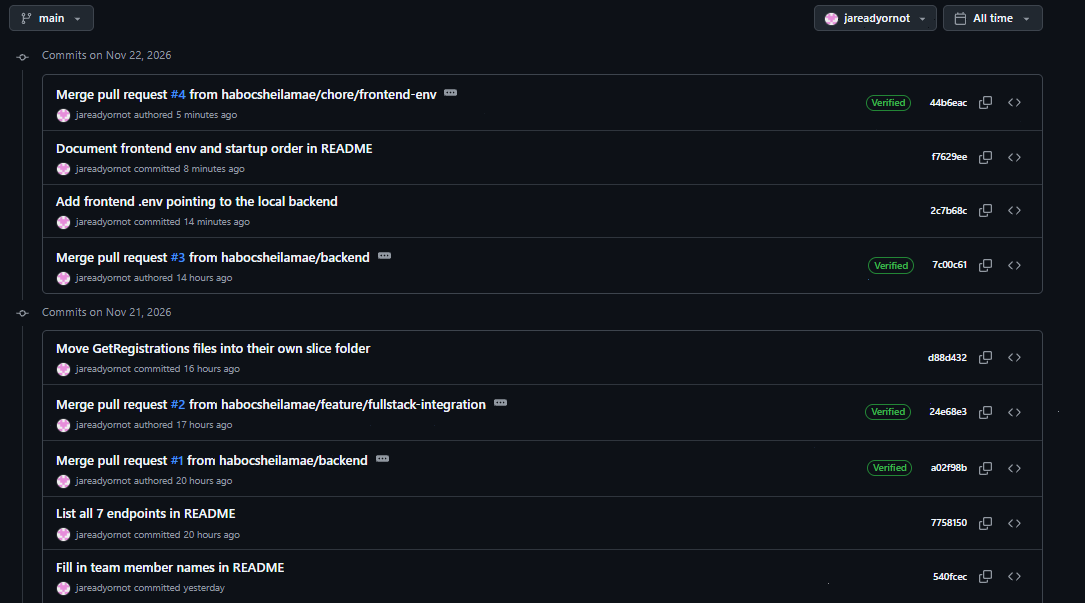 main
jareadyornot
All time
Commits on Nov 22, 2026
Merge pull request #4 from habocsheilamae/chore/frontend-env
jareadyornot authored 5 minutes ago
Verified
44b6eac
Document frontend env and startup order in README
jareadyornot committed 8 minutes ago
f7629ee
Add frontend .env pointing to the local backend
jareadyornot committed 14 minutes ago
2c7b68c
Merge pull request #3 from habocsheilamae/backend
jareadyornot authored 14 hours ago
Verified
7c00c61
Commits on Nov 21, 2026
Move GetRegistrations files into their own slice folder
jareadyornot committed 16 hours ago
d88d432
Merge pull request #2 from habocsheilamae/feature/fullstack-integration
jareadyornot authored 17 hours ago
Verified
24e68e3
Merge pull request #1 from habocsheilamae/backend
jareadyornot authored 20 hours ago
Verified
a02f98b
List all 7 endpoints in README
jareadyornot committed 20 hours ago
7758150
Fill in team member names in README
jareadyornot committed yesterday
540fcec